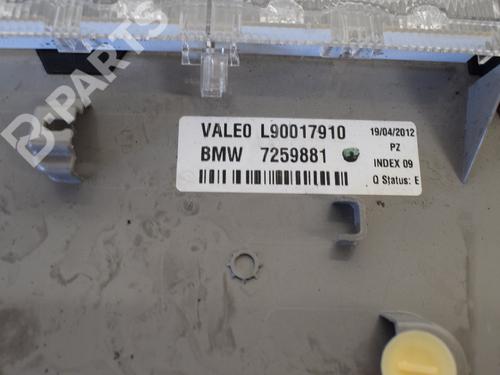 VALEO L90017910
BMW 7259881
19/04/2012
PZ
INDEX 09
Q Status: E
B-PARTS